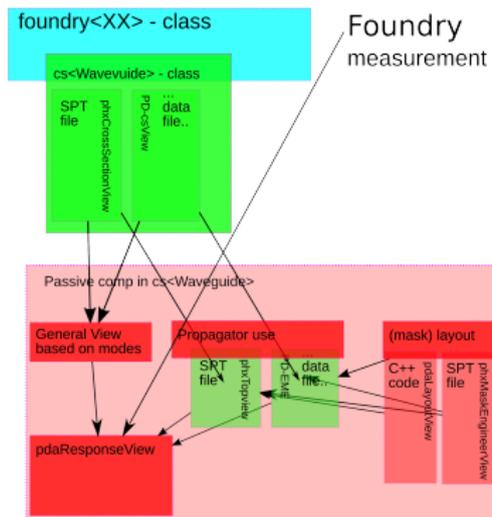 foundry<XX> - class
Foundry
measurement
cs<Wavevuide> - class
SPT
file
phxCrossSectionView
PD-csView
...
data
file..
Passive comp in cs<Waveguide>
General View
based on modes
Propagator use
(mask) layout
SPT
file
phxTopview
PD-EME
...
data
file..
C++
code
pdaLayoutView
SPT
file
phxMaskEngineerView
pdaResponseView